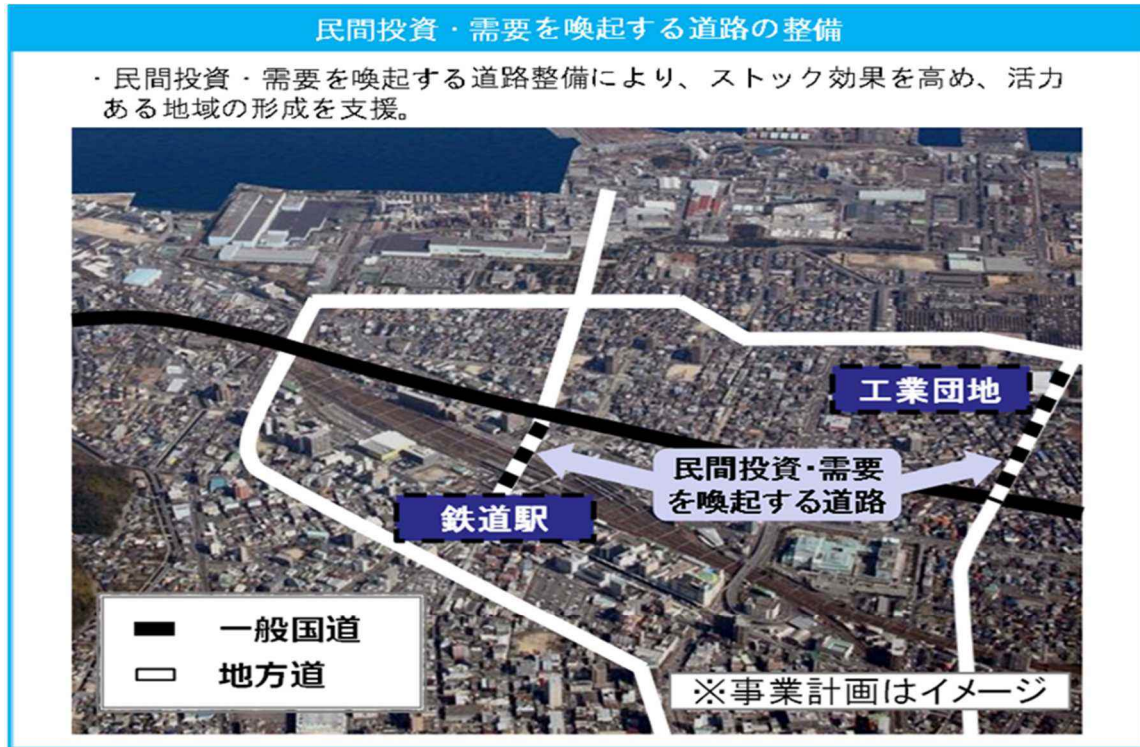 民間投資・需要を喚起する道路の整備
・民間投資・需要を喚起する道路整備により、ストック効果を高め、活力
ある地域の形成を支援。
工業団地
民間投資・需要
を喚起する道路
鉄道駅
一般国道
地方道
※事業計画はイメージ